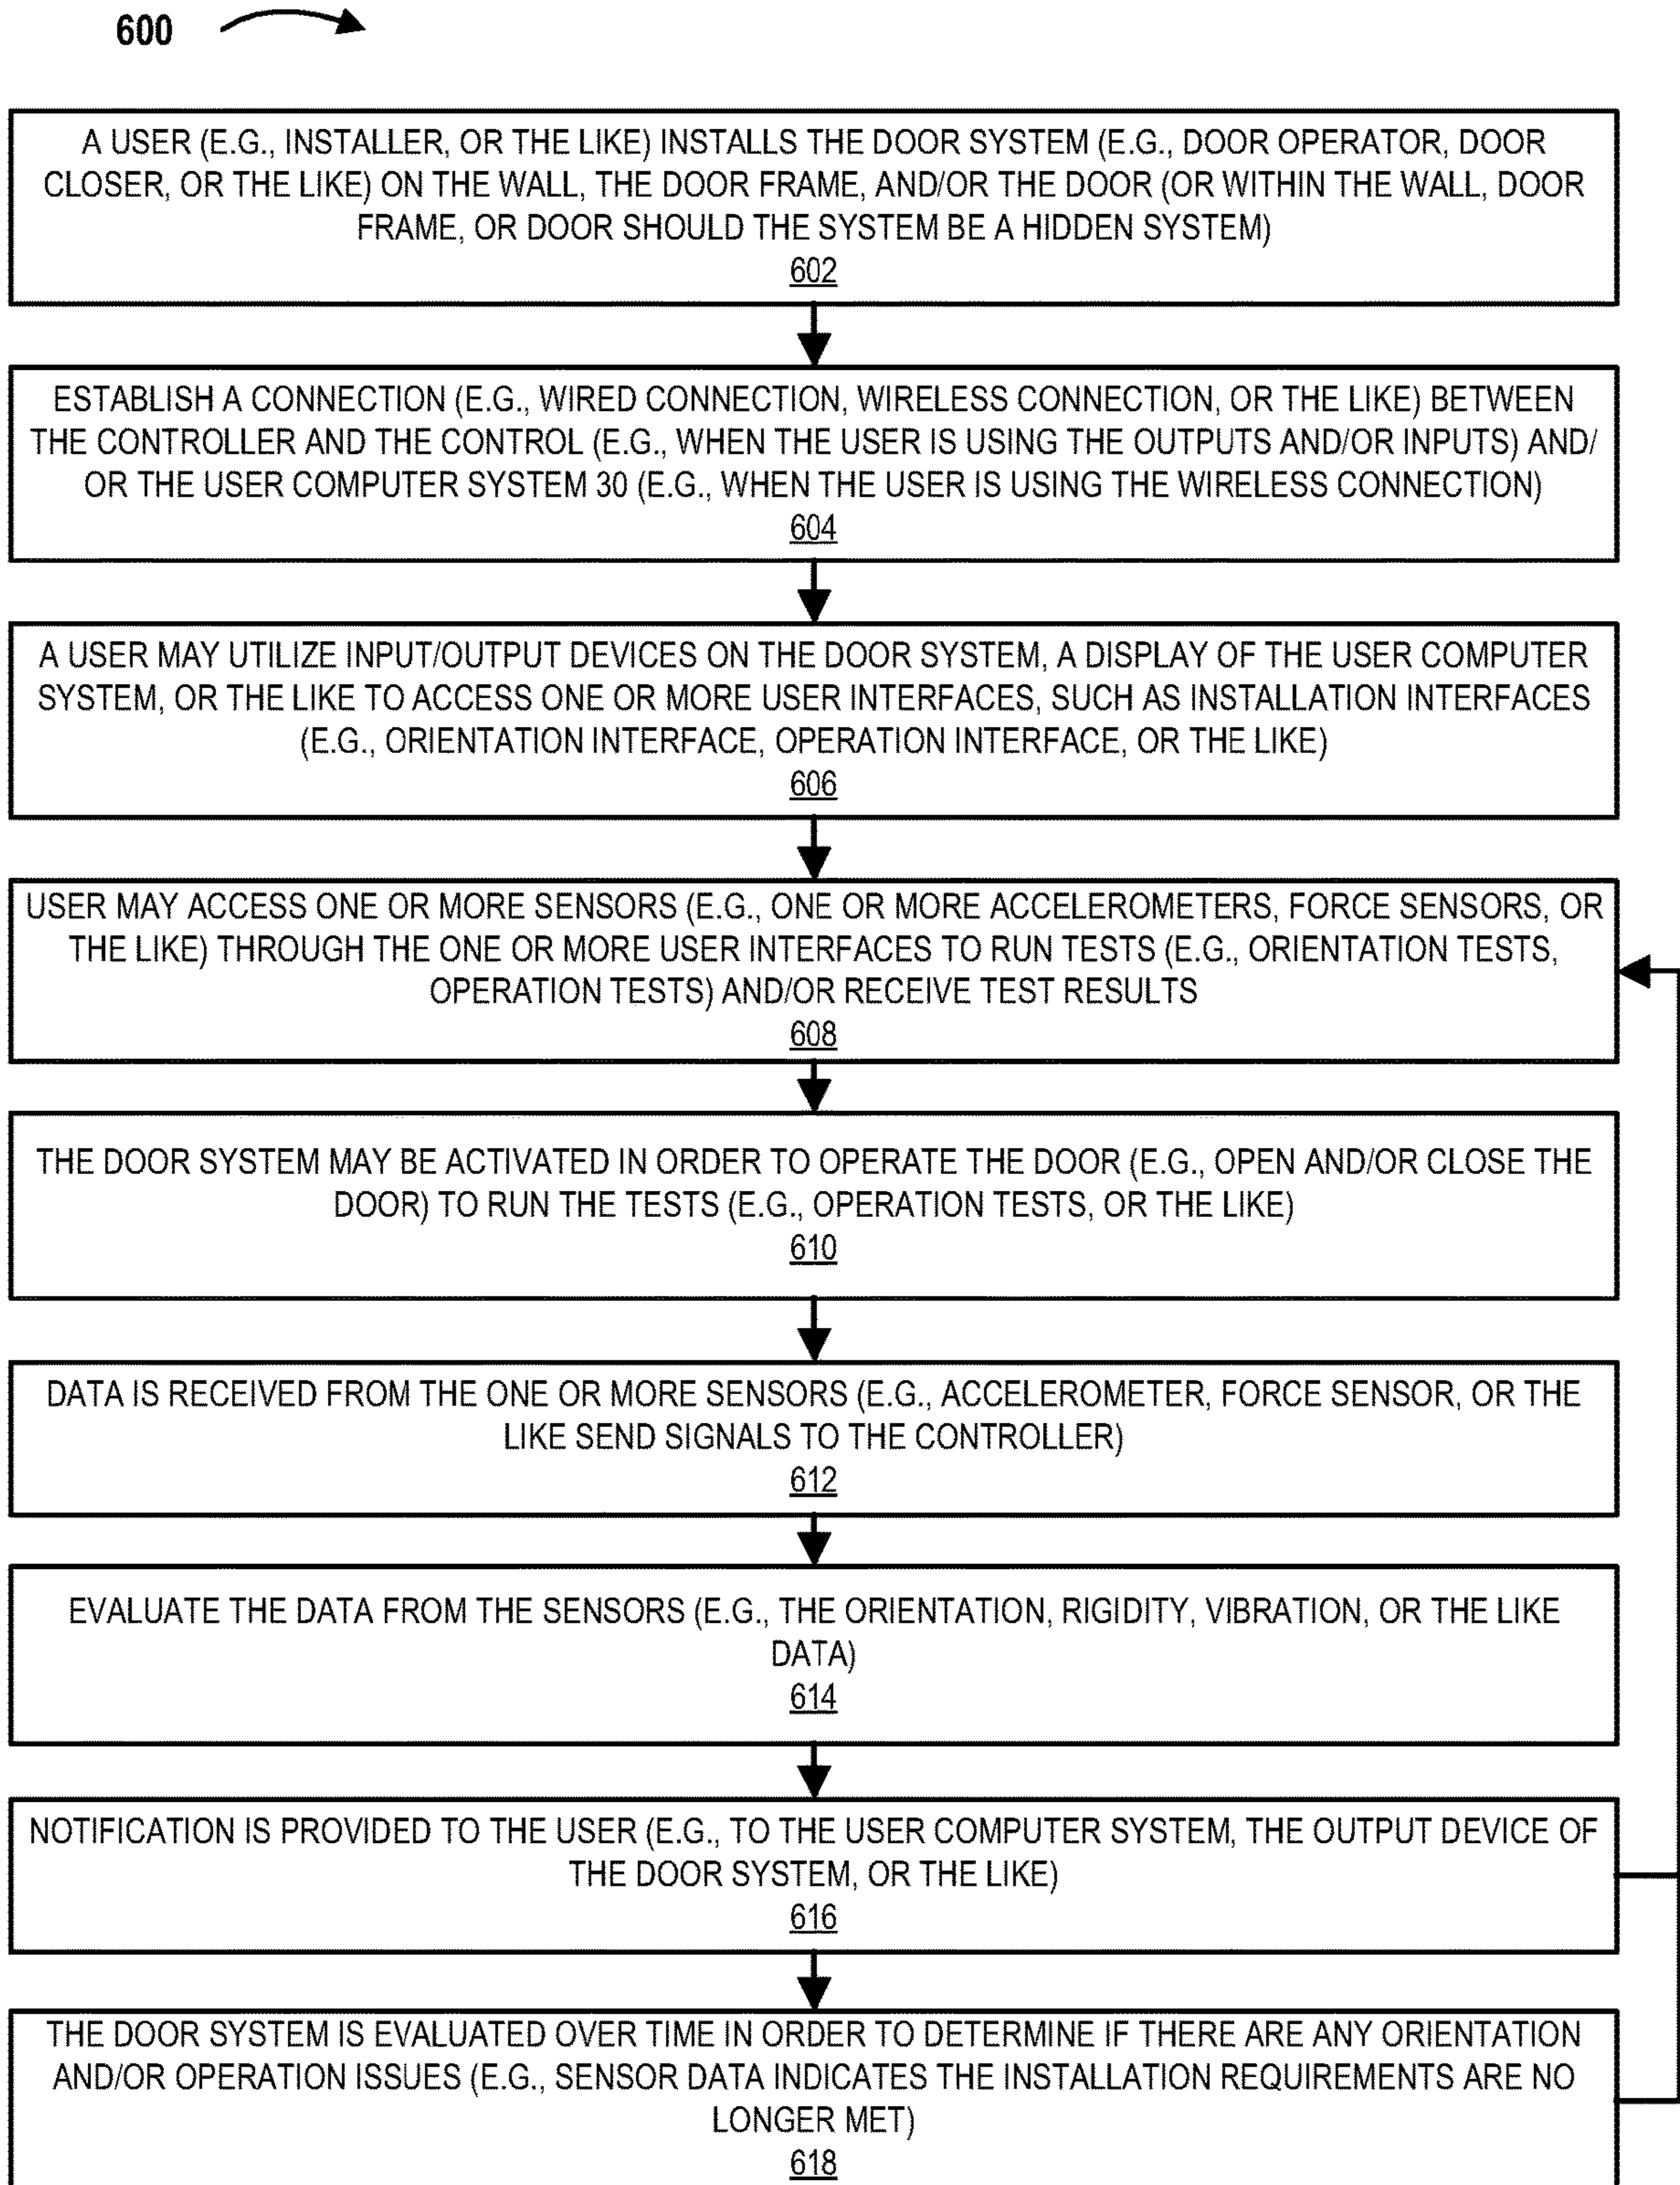 600
A USER (E.G., INSTALLER, OR THE LIKE) INSTALLS THE DOOR SYSTEM (E.G., DOOR OPERATOR, DOOR
CLOSER, OR THE LIKE) ON THE WALL, THE DOOR FRAME, AND/OR THE DOOR (OR WITHIN THE WALL, DOOR
FRAME, OR DOOR SHOULD THE SYSTEM BE A HIDDEN SYSTEM)
602
ESTABLISH A CONNECTION (E.G., WIRED CONNECTION, WIRELESS CONNECTION, OR THE LIKE) BETWEEN
THE CONTROLLER AND THE CONTROL (E.G., WHEN THE USER IS USING THE OUTPUTS AND/OR INPUTS) AND/
OR THE USER COMPUTER SYSTEM 30 (E.G., WHEN THE USER IS USING THE WIRELESS CONNECTION)
604
A USER MAY UTILIZE INPUT/OUTPUT DEVICES ON THE DOOR SYSTEM, A DISPLAY OF THE USER COMPUTER
SYSTEM, OR THE LIKE TO ACCESS ONE OR MORE USER INTERFACES, SUCH AS INSTALLATION INTERFACES
(E.G., ORIENTATION INTERFACE, OPERATION INTERFACE, OR THE LIKE)
606
USER MAY ACCESS ONE OR MORE SENSORS (E.G., ONE OR MORE ACCELEROMETERS, FORCE SENSORS, OR
THE LIKE) THROUGH THE ONE OR MORE USER INTERFACES TO RUN TESTS (E.G., ORIENTATION TESTS,
OPERATION TESTS) AND/OR RECEIVE TEST RESULTS
608
THE DOOR SYSTEM MAY BE ACTIVATED IN ORDER TO OPERATE THE DOOR (E.G., OPEN AND/OR CLOSE THE
DOOR) TO RUN THE TESTS (E.G., OPERATION TESTS, OR THE LIKE)
610
DATA IS RECEIVED FROM THE ONE OR MORE SENSORS (E.G., ACCELEROMETER, FORCE SENSOR, OR THE
LIKE SEND SIGNALS TO THE CONTROLLER)
612
EVALUATE THE DATA FROM THE SENSORS (E.G., THE ORIENTATION, RIGIDITY, VIBRATION, OR THE LIKE
DATA)
614
NOTIFICATION IS PROVIDED TO THE USER (E.G., TO THE USER COMPUTER SYSTEM, THE OUTPUT DEVICE OF
THE DOOR SYSTEM, OR THE LIKE)
616
THE DOOR SYSTEM IS EVALUATED OVER TIME IN ORDER TO DETERMINE IF THERE ARE ANY ORIENTATION
AND/OR OPERATION ISSUES (E.G., SENSOR DATA INDICATES THE INSTALLATION REQUIREMENTS ARE NO
LONGER MET)
618